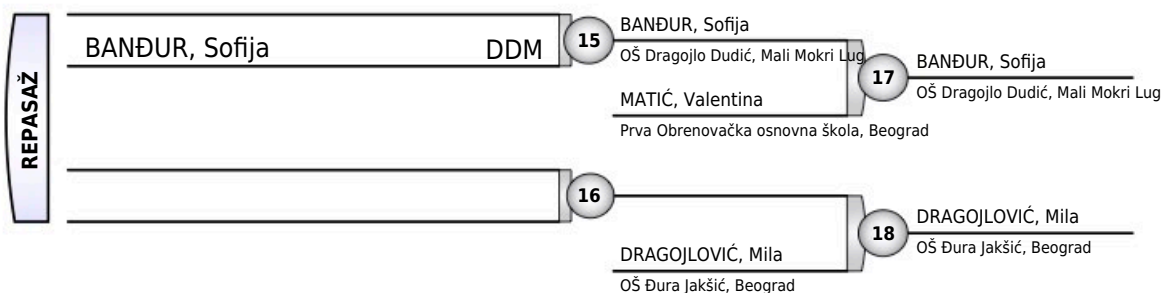 REPASAŽ
BANĐUR, Sofija DDM
15
BANĐUR, Sofija
OŠ Dragojlo Dudić, Mali Mokri Lug
MATIĆ, Valentina
Prva Obrenovačka osnovna škola, Beograd
17
BANĐUR, Sofija
OŠ Dragojlo Dudić, Mali Mokri Lug
16
DRAGOJLOVIĆ, Mila
OŠ Đura Jakšić, Beograd
18
DRAGOJLOVIĆ, Mila
OŠ Đura Jakšić, Beograd